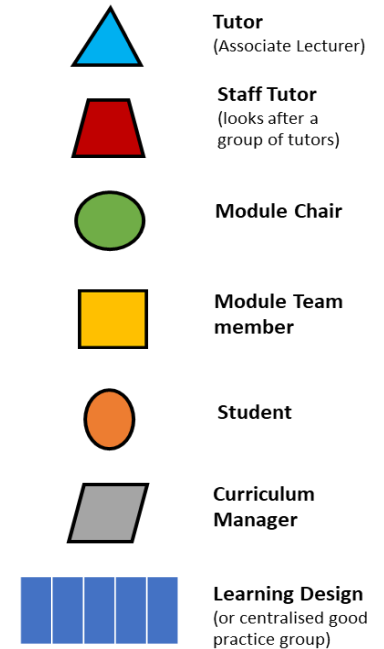 Tutor
(Associate Lecturer)
Staff Tutor
(looks after a
group of tutors)
Module Chair
Module Team
member
Student
Curriculum
Manager
Learning Design
(or centralised good
practice group)